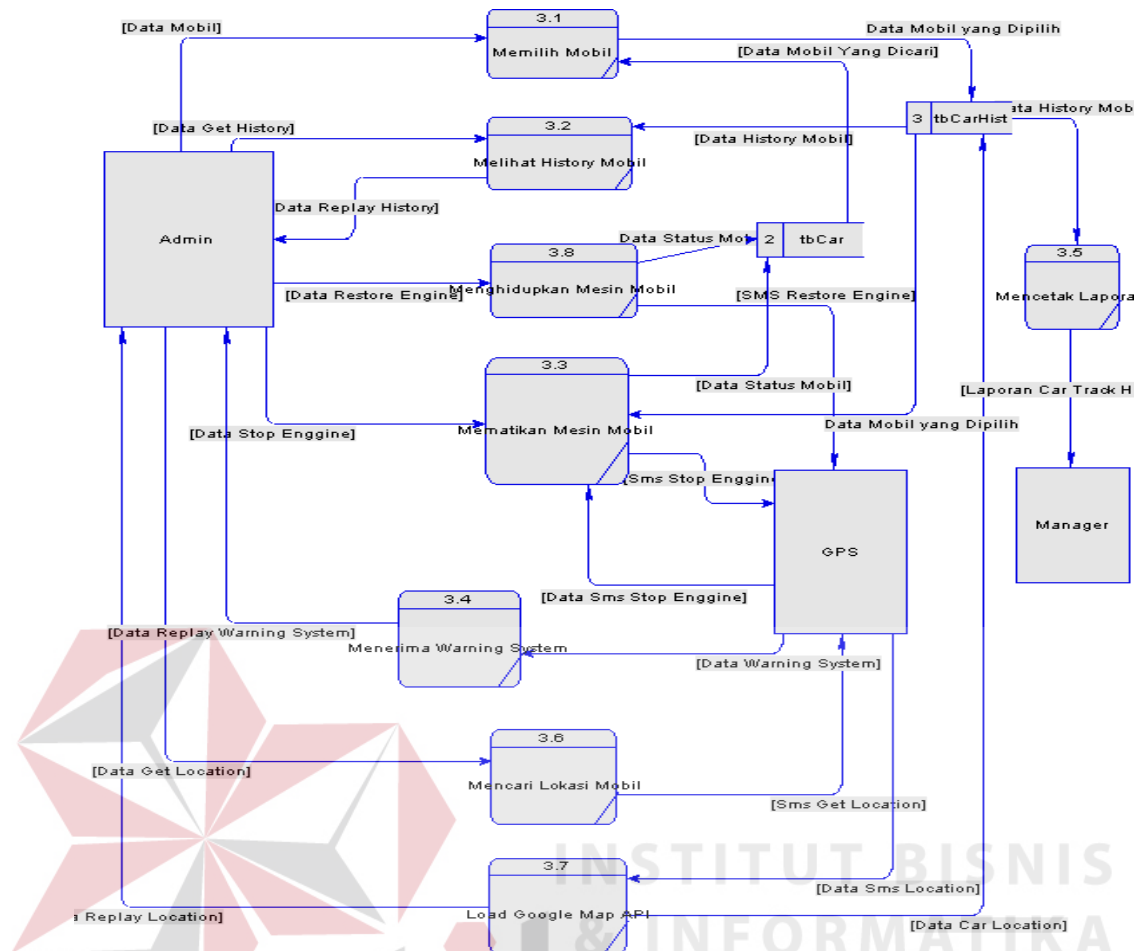 [Data Mobil]
3.1
Memilih Mobil
Data Mobil yang Dipilih
[Data Mobil Yang Dicari]
3 tbCarHist
ata History Mob
[Data Get History]
3.2
Melihat History Mobil
[Data History Mobil]
Data Replay History]
Admin
3.8
Menghidupkan Mesin Mobil
Data Status Mo
2 tbCar
3.5
Mencetak Lapora
[Data Restore Engine]
[SMS Restore Engine]
3.3
Mematikan Mesin Mobil
[Data Status Mobil]
[Laporan Car Track H
[Data Stop Enggine]
Data Mobil yang Dipilih
[Sms Stop Enggine
GPS
Manager
[Data Sms Stop Enggine]
3.4
Menerima Warning System
[Data Replay Warning System]
[Data Warning System]
3.6
Mencari Lokasi Mobil
[Data Get Location]
[Sms Get Location]
INSTITUT BISNIS
3.7
Load Google Map API
[Data Sms Location]
a Replay Location]
[Data Car Location]
& INFORMATIKA